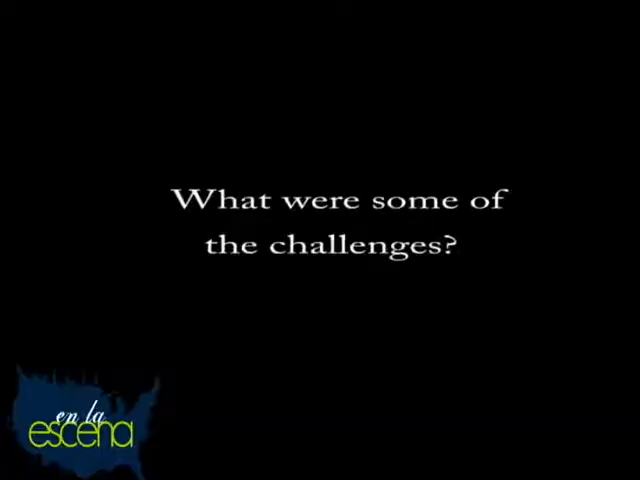 What were some of
the challenges?
en la
escena